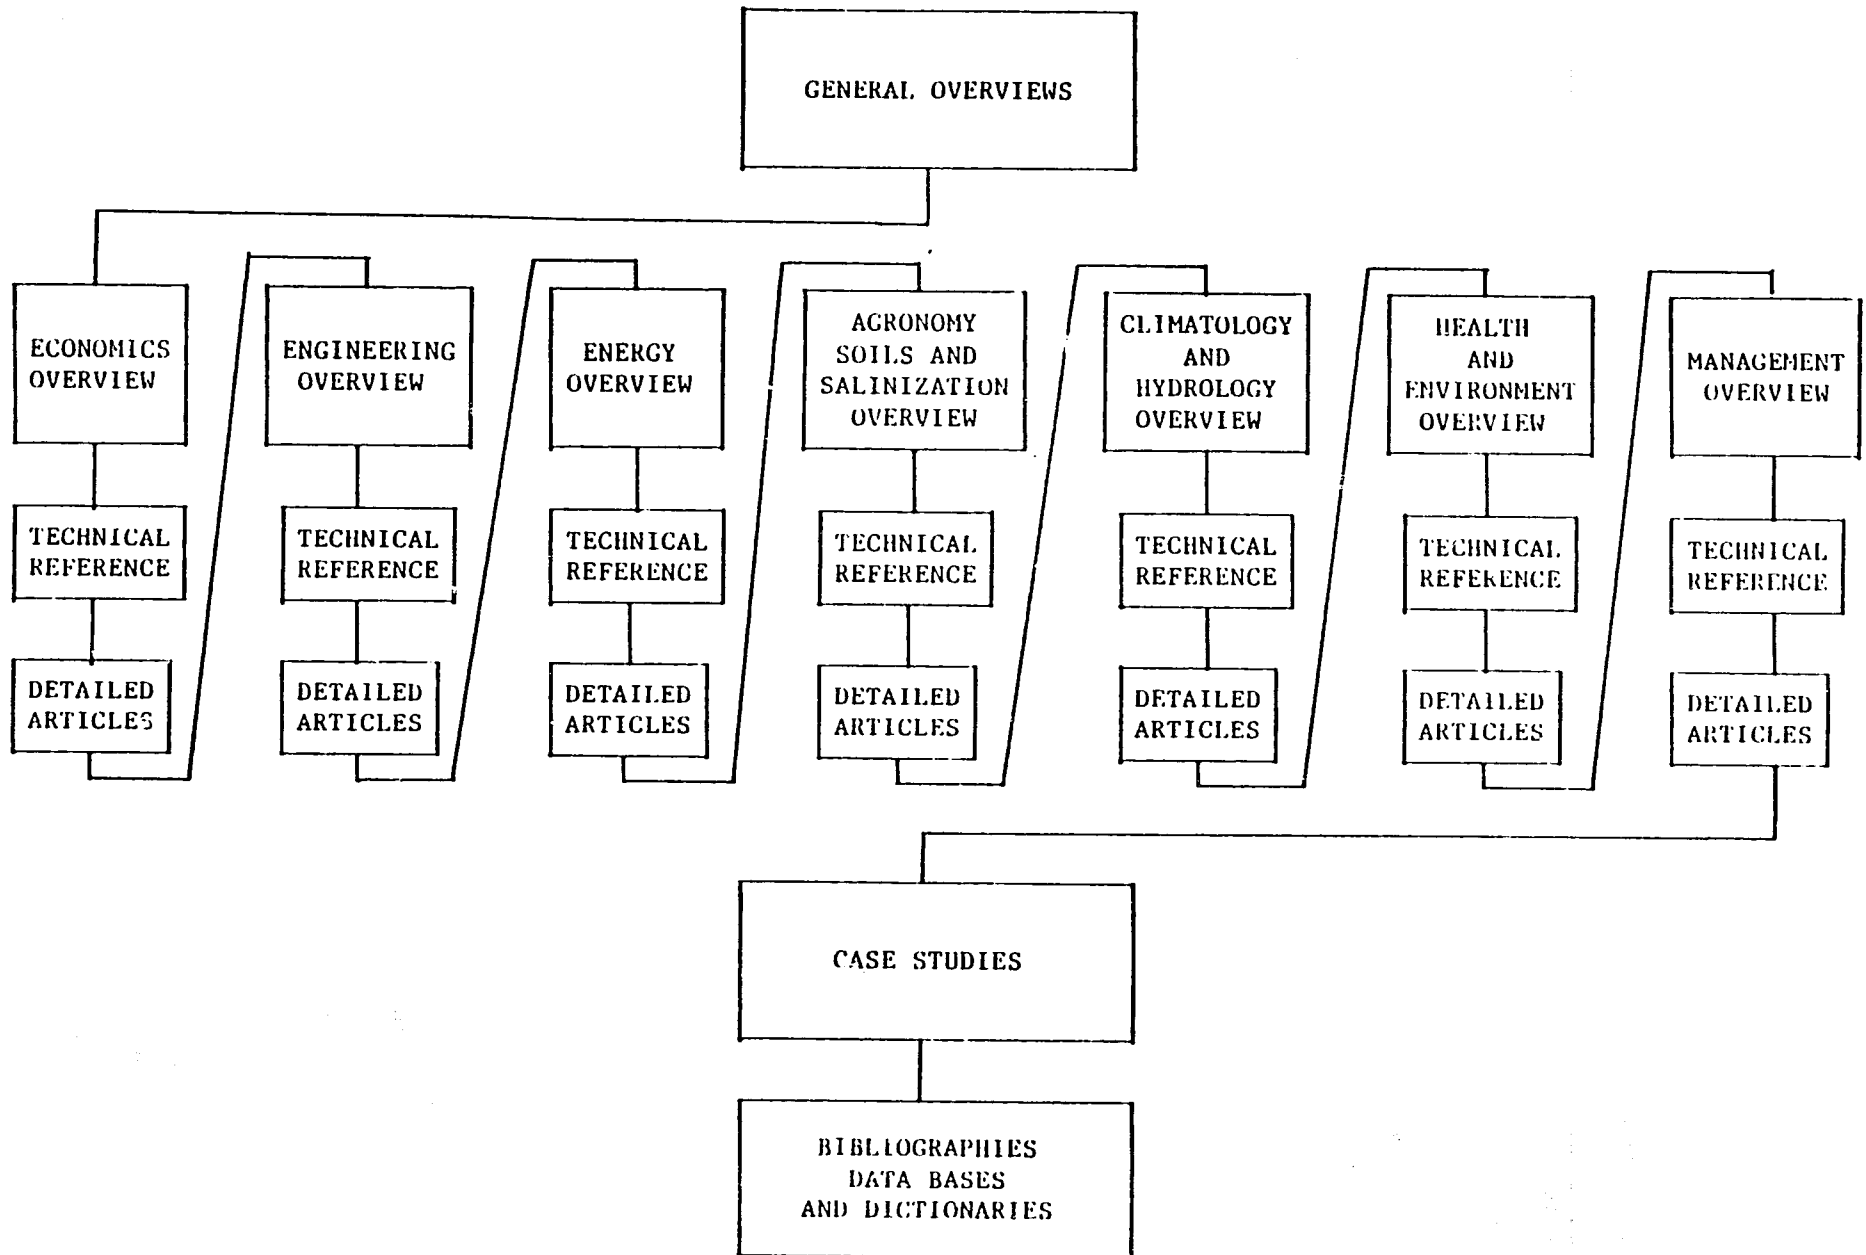 GENERAL OVERVIEWS
ECONOMICS
OVERVIEW
TECHNICAL
REFERENCE
DETAILED
ARTICLES
ENGINEERING
OVERVIEW
TECHNICAL
REFERENCE
DETAILED
ARTICLES
ENERGY
OVERVIEW
TECHNICAL
REFERENCE
DETAILED
ARTICLES
AGRONOMY
SOILS AND
SALINIZATION
OVERVIEW
TECHNICAL
REFERENCE
DETAILED
ARTICLES
CLIMATOLOGY
AND
HYDROLOGY
OVERVIEW
TECHNICAL
REFERENCE
DETAILED
ARTICLES
HEALTH
AND
ENVIRONMENT
OVERVIEW
TECHNICAL
REFERENCE
DETAILED
ARTICLES
MANAGEMENT
OVERVIEW
TECHNICAL
REFERENCE
DETAILED
ARTICLES
CASE STUDIES
BIBLIOGRAPHIES
DATA BASES
AND DICTIONARIES